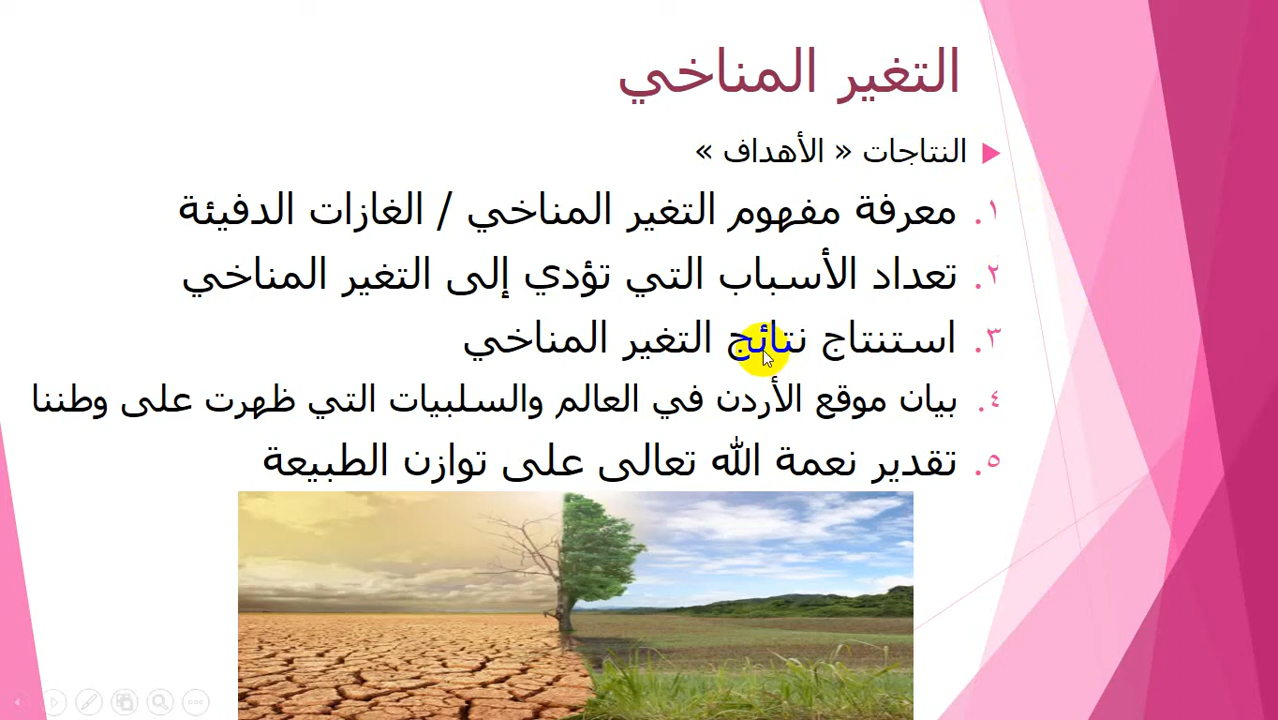 التغير المناخي
النتاجات « الأهداف »
١. معرفة مفهوم التغير المناخي / الغازات الدفيئة
٢. تعداد الأسباب التي تؤدي إلى التغير المناخي
٣. استنتاج نتائج التغير المناخي
٤. بيان موقع الأردن في العالم والسلبيات التي ظهرت على وطننا
٥. تقدير نعمة الله تعالى على توازن الطبيعة